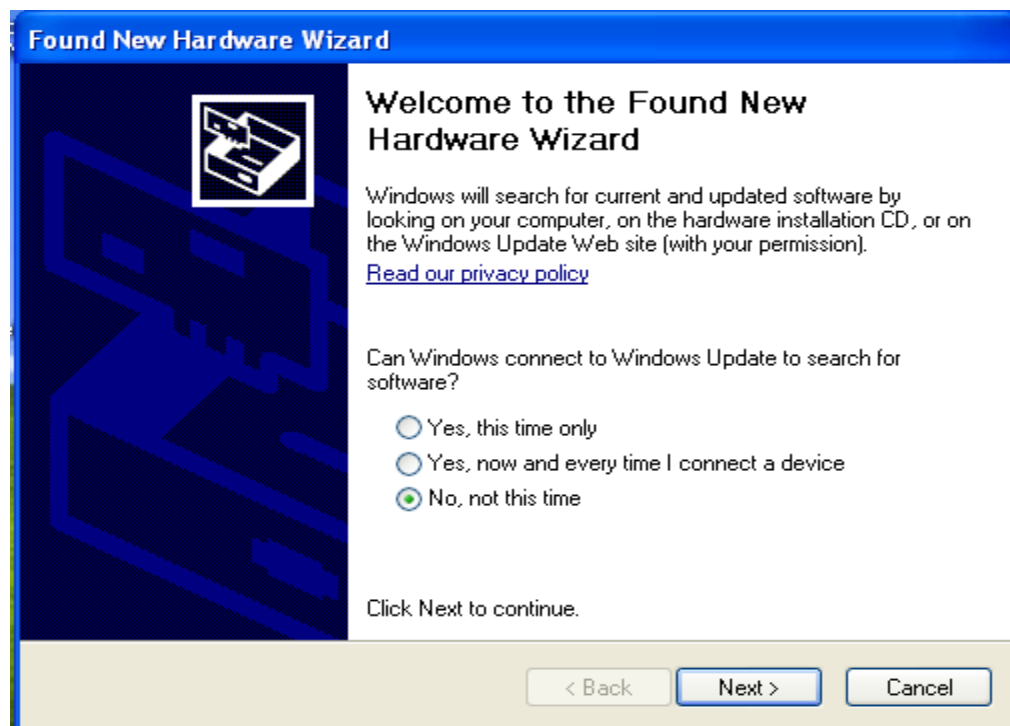 Found New Hardware Wizard
Welcome to the Found New
Hardware Wizard
Windows will search for current and updated software by
looking on your computer, on the hardware installation CD, or on
the Windows Update Web site (with your permission).
Read our privacy policy
Can Windows connect to Windows Update to search for
software?
Yes, this time only
Yes, now and every time I connect a device
No, not this time
Click Next to continue.
< Back
Next >
Cancel